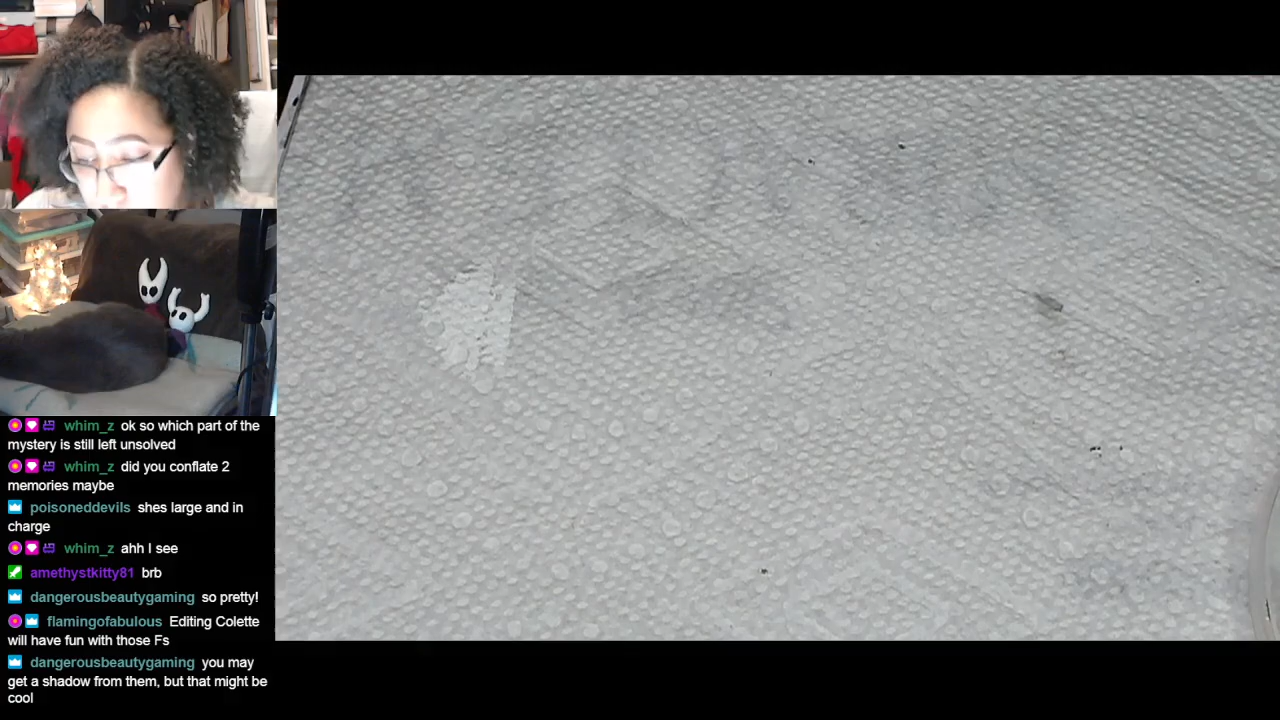 whim_z ok so which part of the
mystery is still left unsolved
whim_z did you conflate 2
memories maybe
poisoneddevils shes large and in
charge
whim_z ahh I see
amethystkitty81 brb
dangerousbeautygaming so pretty!
flamingofabulous Editing Colette
will have fun with those Fs
dangerousbeautygaming you may
get a shadow from them, but that might be
cool